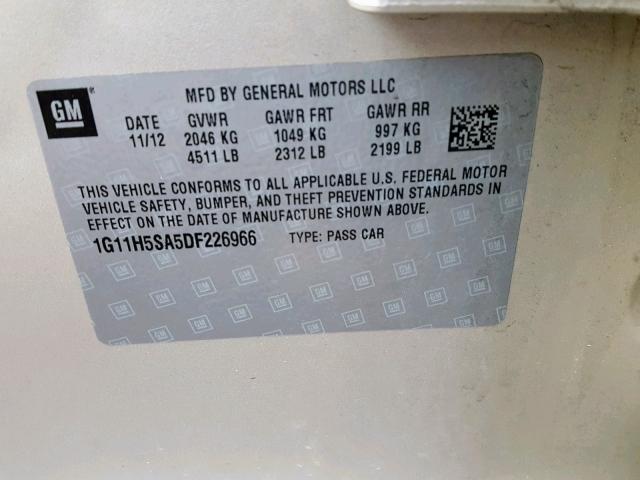 GM
MFD BY GENERAL MOTORS LLC
DATE GVWR GAWR FRT GAWR RR
11/12 2046 KG 1049 KG 997 KG
4511 LB 2312 LB 2199 LB
THIS VEHICLE CONFORMS TO ALL APPLICABLE U.S. FEDERAL MOTOR
VEHICLE SAFETY, BUMPER, AND THEFT PREVENTION STANDARDS IN
EFFECT ON THE DATE OF MANUFACTURE SHOWN ABOVE.
1G11H5SA5DF226966 TYPE: PASS CAR